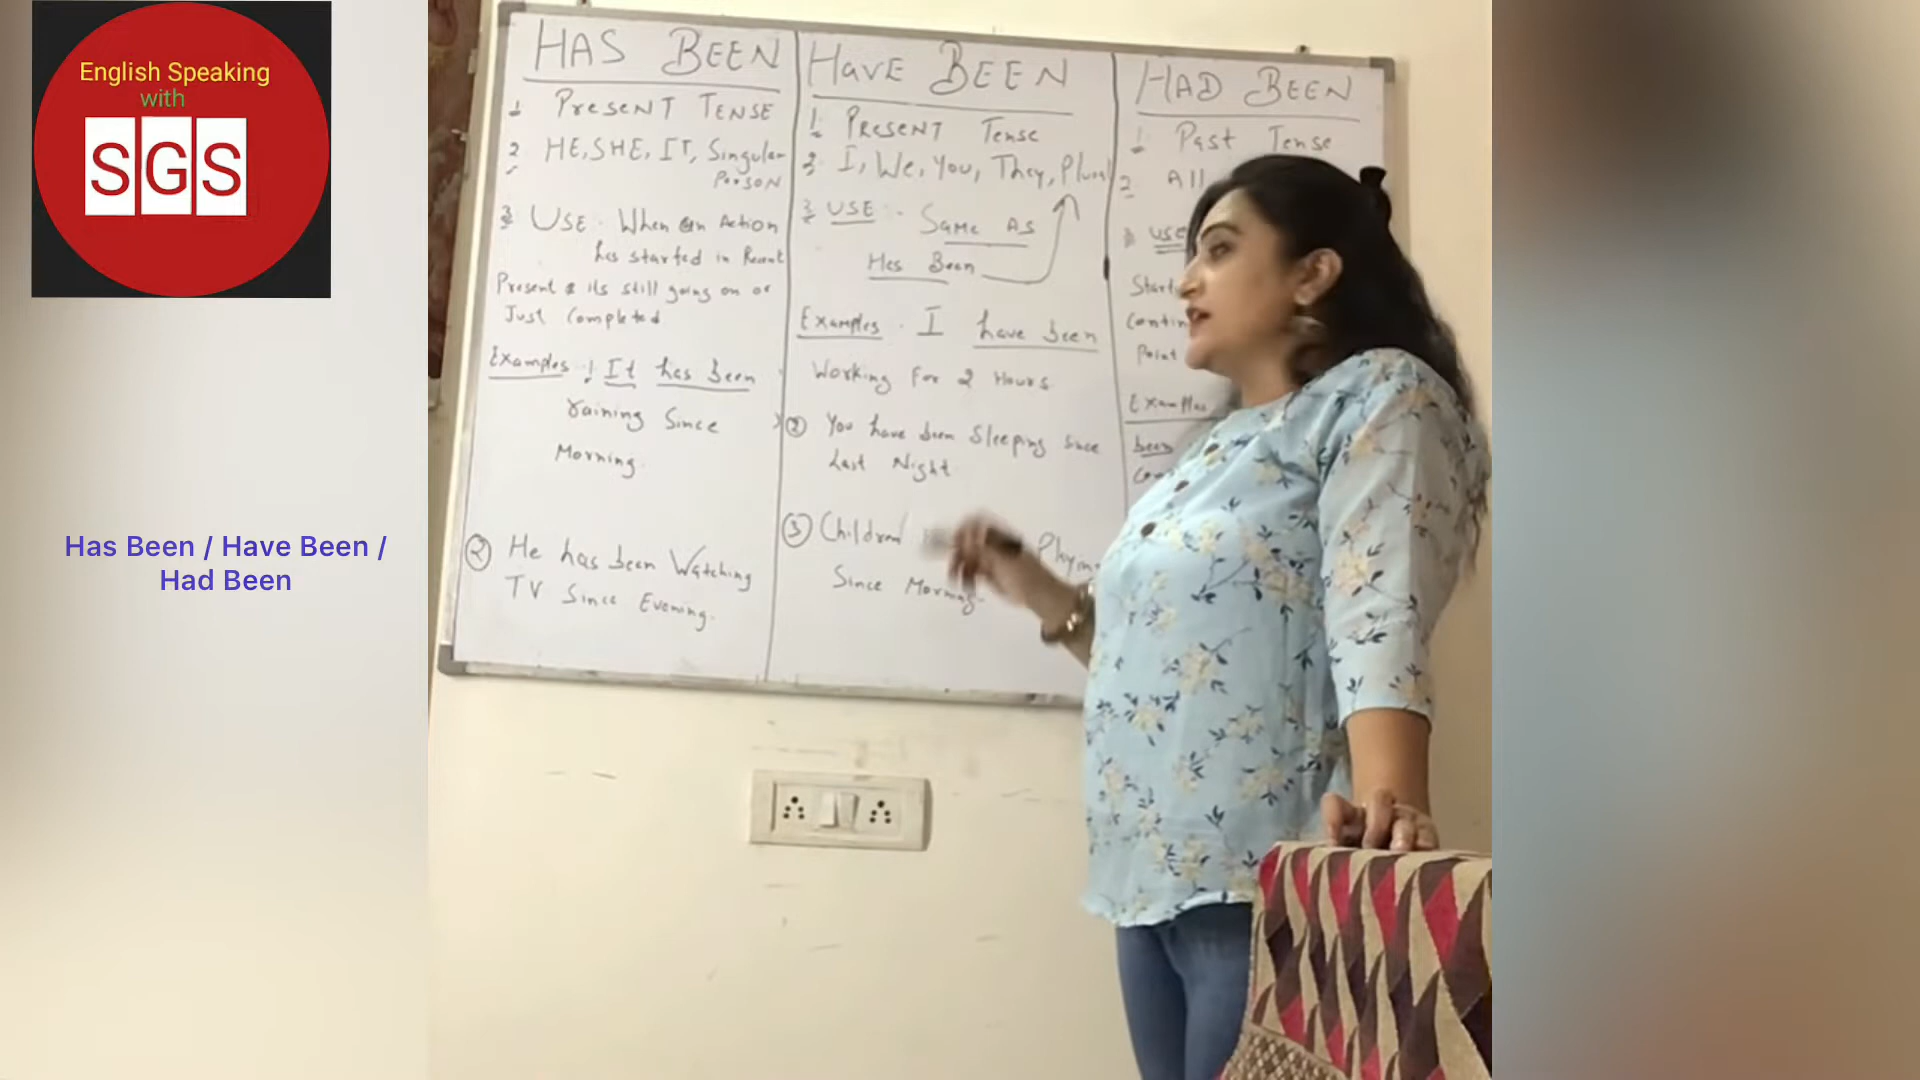 English Speaking
with
SGS
Has Been / Have Been /
Had Been
HAS BEEN
1 PresenT TENSE
2 HE, SHE, IT, Singular
Person
3 USE - When an Action
has started in Recent
Present & its still going on or
Just Completed
Examples ! It has been
raining Since
Morning.
2 He has been Watching
TV Since Evening.
HaVE BEEN
1 PRESENT Tense
2 I, We, You, They, Plural
3 USE - Same As
Has Been
Examples - I have been
Working For 2 Hours
2 You have been Sleeping Since
Last Night
3 Children Playing
Since Morning.
HAD BEEN
1 Past Tense
2 All
3 USE
Start
Contin
Point
Examples
been